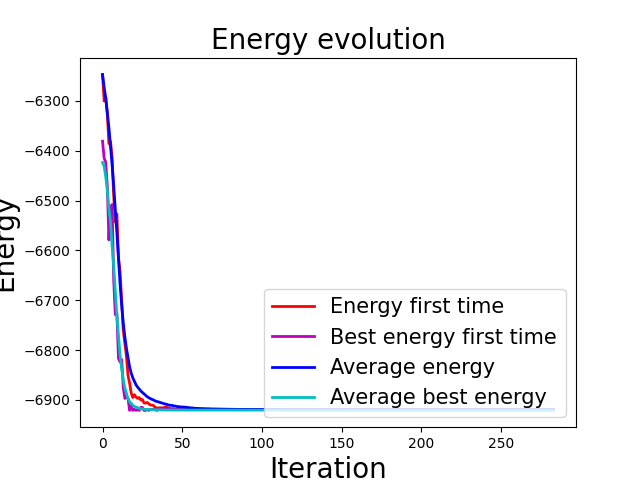 Energy evolution
−6300
−6400
−6500
−6600
−6700
−6800
−6900
Energy
Energy first time
Best energy first time
Average energy
Average best energy
0 50 100 150 200 250
Iteration